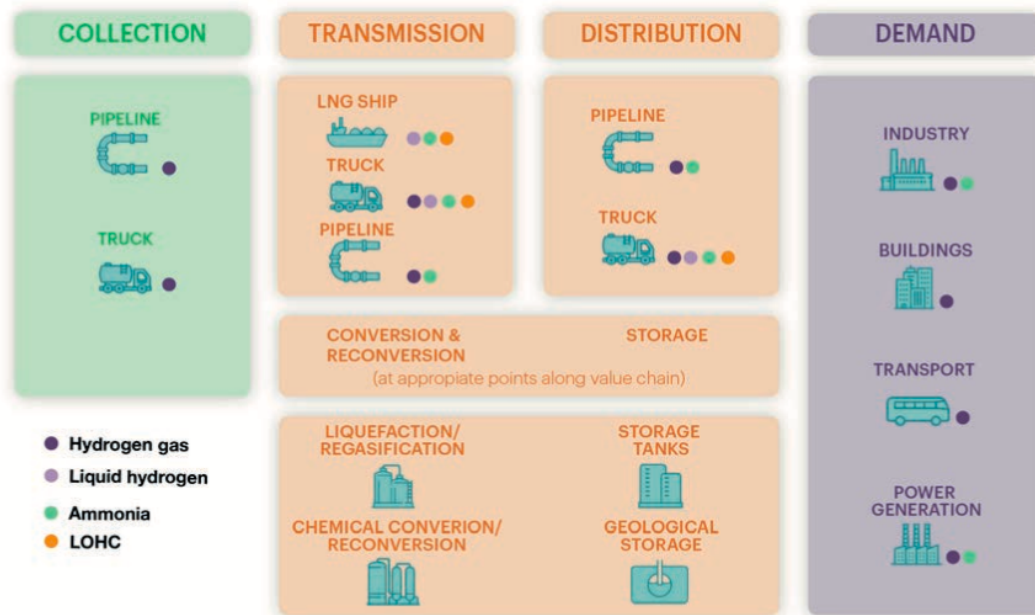 COLLECTION
TRANSMISSION
DISTRIBUTION
DEMAND
PIPELINE
TRUCK
LNG SHIP
TRUCK
PIPELINE
PIPELINE
TRUCK
INDUSTRY
BUILDINGS
TRANSPORT
POWER
GENERATION
CONVERSION &
RECONVERSION
STORAGE
(at appropiate points along value chain)
LIQUEFACTION/
REGASIFICATION
STORAGE
TANKS
CHEMICAL CONVERION/
RECONVERSION
GEOLOGICAL
STORAGE
Hydrogen gas
Liquid hydrogen
Ammonia
LOHC